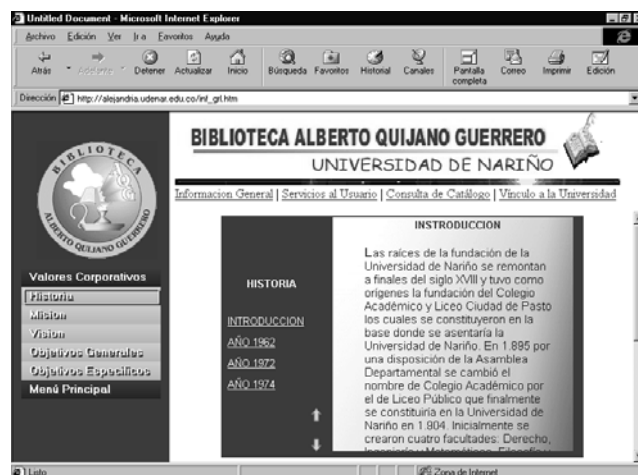 Untitled Document - Microsoft Internet Explorer
Archivo Edición Ver Ir a Favoritos Ayuda
Atrás Adelante Detener Actualizar Inicio Búsqueda Favoritos Historial Canales Pantalla completa Correo Imprimir Edición
Dirección http://alejandria.udenar.edu.co/inf_grl.htm
BIBLIOTECA
ALBERTO QUIJANO GUERRERO
BIBLIOTECA ALBERTO QUIJANO GUERRERO
UNIVERSIDAD DE NARIÑO
Informacion General | Servicios al Usuario | Consulta de Catálogo | Vínculo a la Universidad
Valores Corporativos
Historia
Mision
Vision
Objetivos Generales
Objetivos Especificos
Menú Principal
HISTORIA
INTRODUCCION
AÑO 1962
AÑO 1972
AÑO 1974
INSTRODUCCION
Las raíces de la fundación de la
Universidad de Nariño se remontan
a finales del siglo XVIII y tuvo como
orígenes la fundación del Colegio
Académico y Liceo Ciudad de Pasto
los cuales se constituyeron en la
base donde se asentaría la
Universidad de Nariño. En 1.895 por
una disposición de la Asamblea
Departamental se cambió el
nombre de Colegio Académico por
el de Liceo Público que finalmente
se constituiría en la Universidad de
Nariño en 1.904. Inicialmente se
crearon cuatro facultades: Derecho,
Ingeniería y Matemáticas, Filosofía y
Listo
Zona de Internet